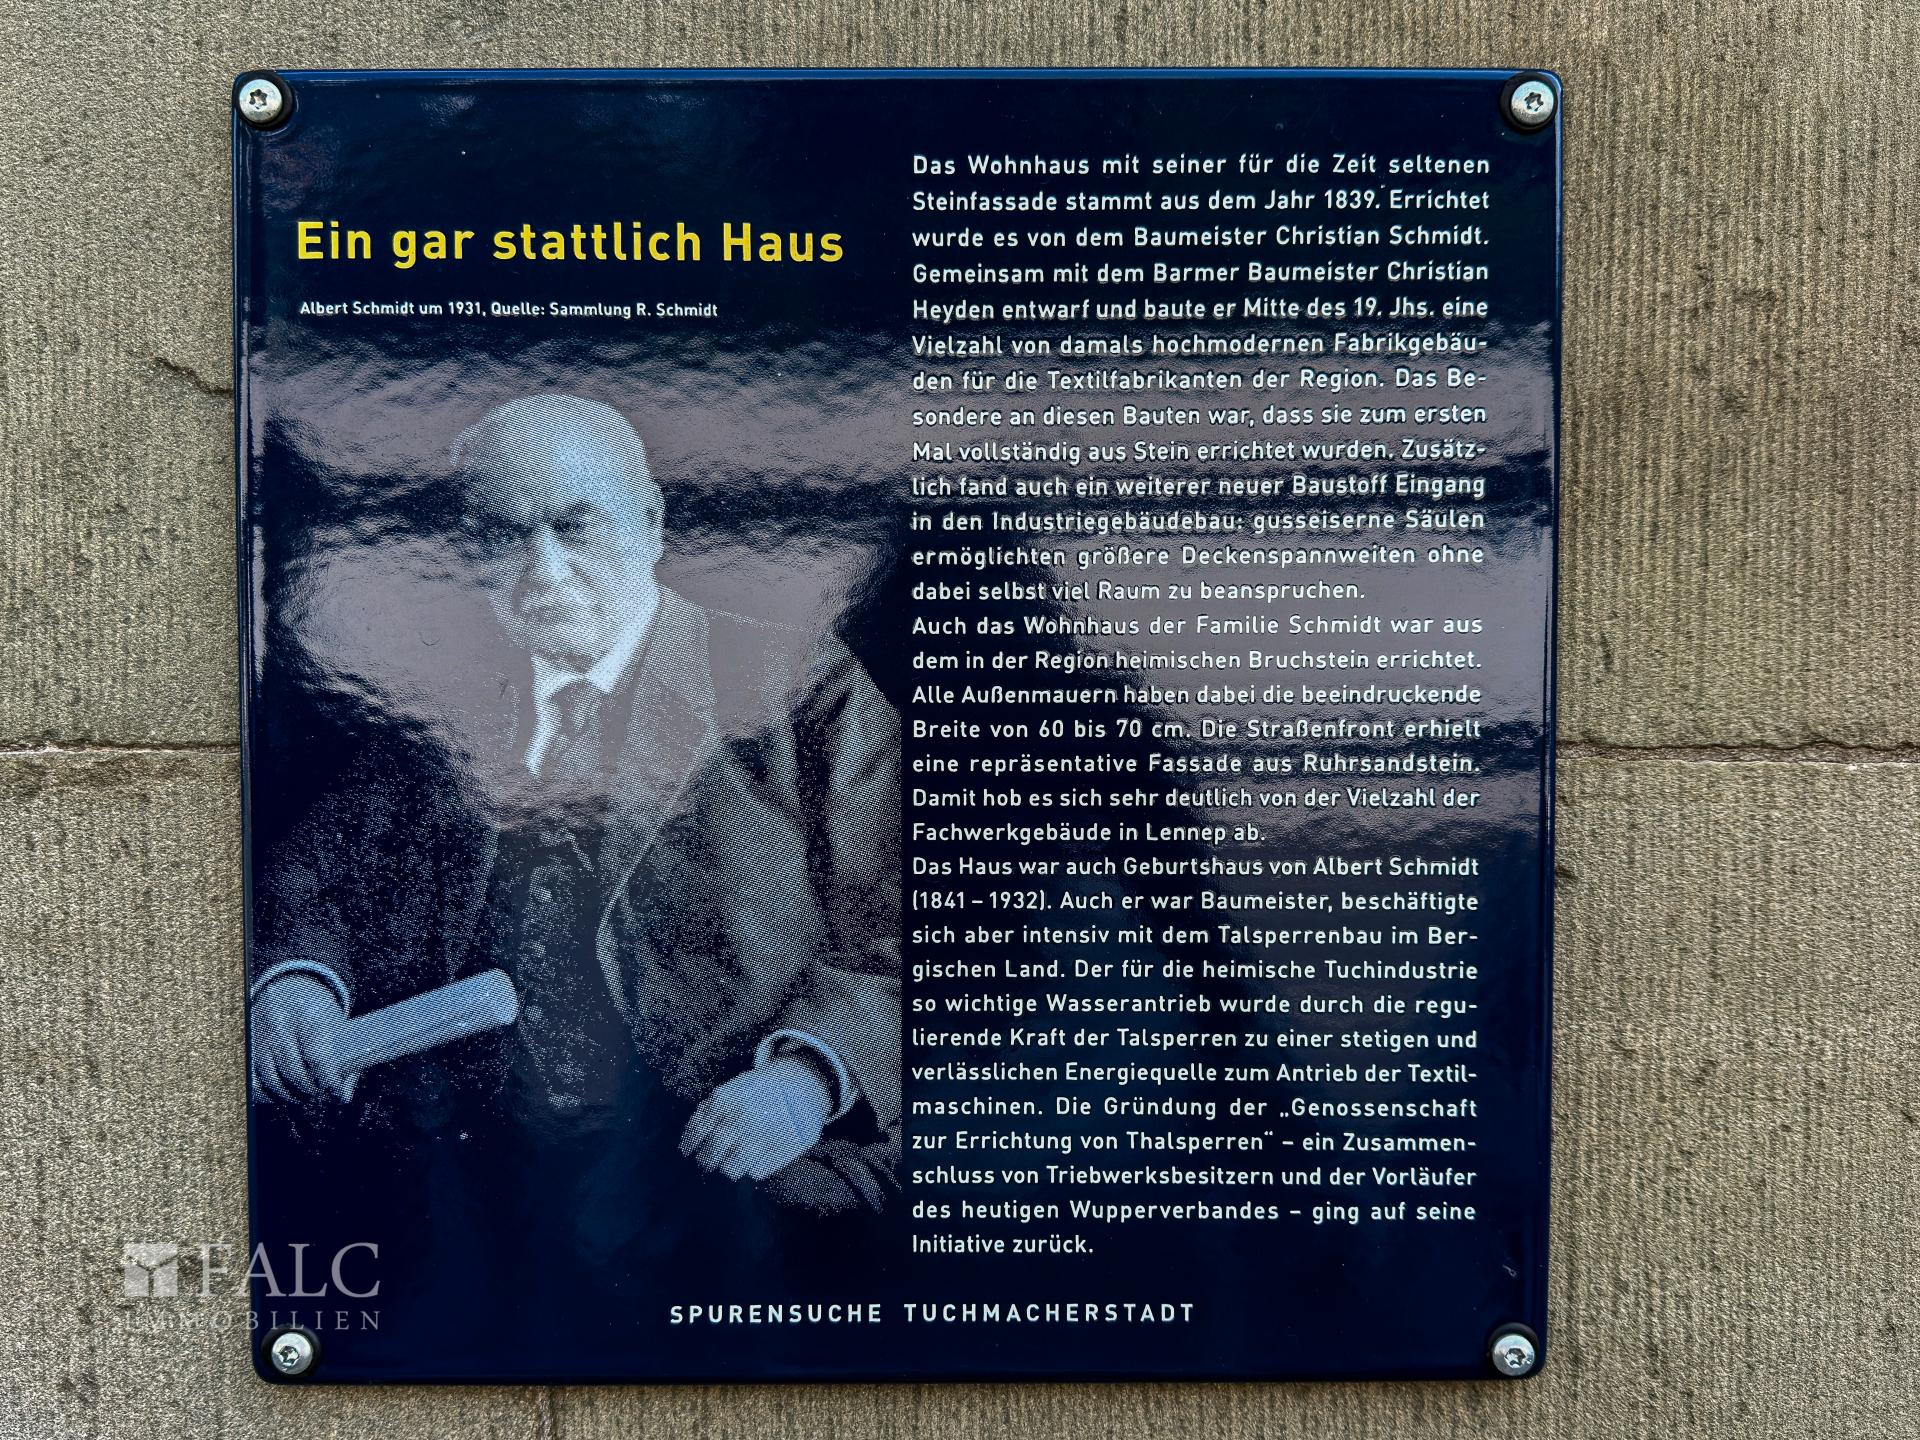 Ein gar stattlich Haus
Albert Schmidt um 1931, Quelle: Sammlung R. Schmidt
Das Wohnhaus mit seiner für die Zeit seltenen
Steinfassade stammt aus dem Jahr 1839. Errichtet
wurde es von dem Baumeister Christian Schmidt.
Gemeinsam mit dem Barmer Baumeister Christian
Heyden entwarf und baute er Mitte des 19. Jhs. eine
Vielzahl von damals hochmodernen Fabrikgebäu-
den für die Textilfabrikanten der Region. Das Be-
sondere an diesen Bauten war, dass sie zum ersten
Mal vollständig aus Stein errichtet wurden. Zusätz-
lich fand auch ein weiterer neuer Baustoff Eingang
in den Industriegebäudebau: gusseiserne Säulen
ermöglichten größere Deckenspannweiten ohne
dabei selbst viel Raum zu beanspruchen.
Auch das Wohnhaus der Familie Schmidt war aus
dem in der Region heimischen Bruchstein errichtet.
Alle Außenmauern haben dabei die beeindruckende
Breite von 60 bis 70 cm. Die Straßenfront erhielt
eine repräsentative Fassade aus Ruhrsandstein.
Damit hob es sich sehr deutlich von der Vielzahl der
Fachwerkgebäude in Lennep ab.
Das Haus war auch Geburtshaus von Albert Schmidt
(1841 – 1932). Auch er war Baumeister, beschäftigte
sich aber intensiv mit dem Talsperrenbau im Ber-
gischen Land. Der für die heimische Tuchindustrie
so wichtige Wasserantrieb wurde durch die regu-
lierende Kraft der Talsperren zu einer stetigen und
verlässlichen Energiequelle zum Antrieb der Textil-
maschinen. Die Gründung der „Genossenschaft
zur Errichtung von Thalsperren“ – ein Zusammen-
schluss von Triebwerksbesitzern und der Vorläufer
des heutigen Wupperverbandes – ging auf seine
Initiative zurück.
SPURENSUCHE TUCHMACHERSTADT
FALC
IMMOBILIEN